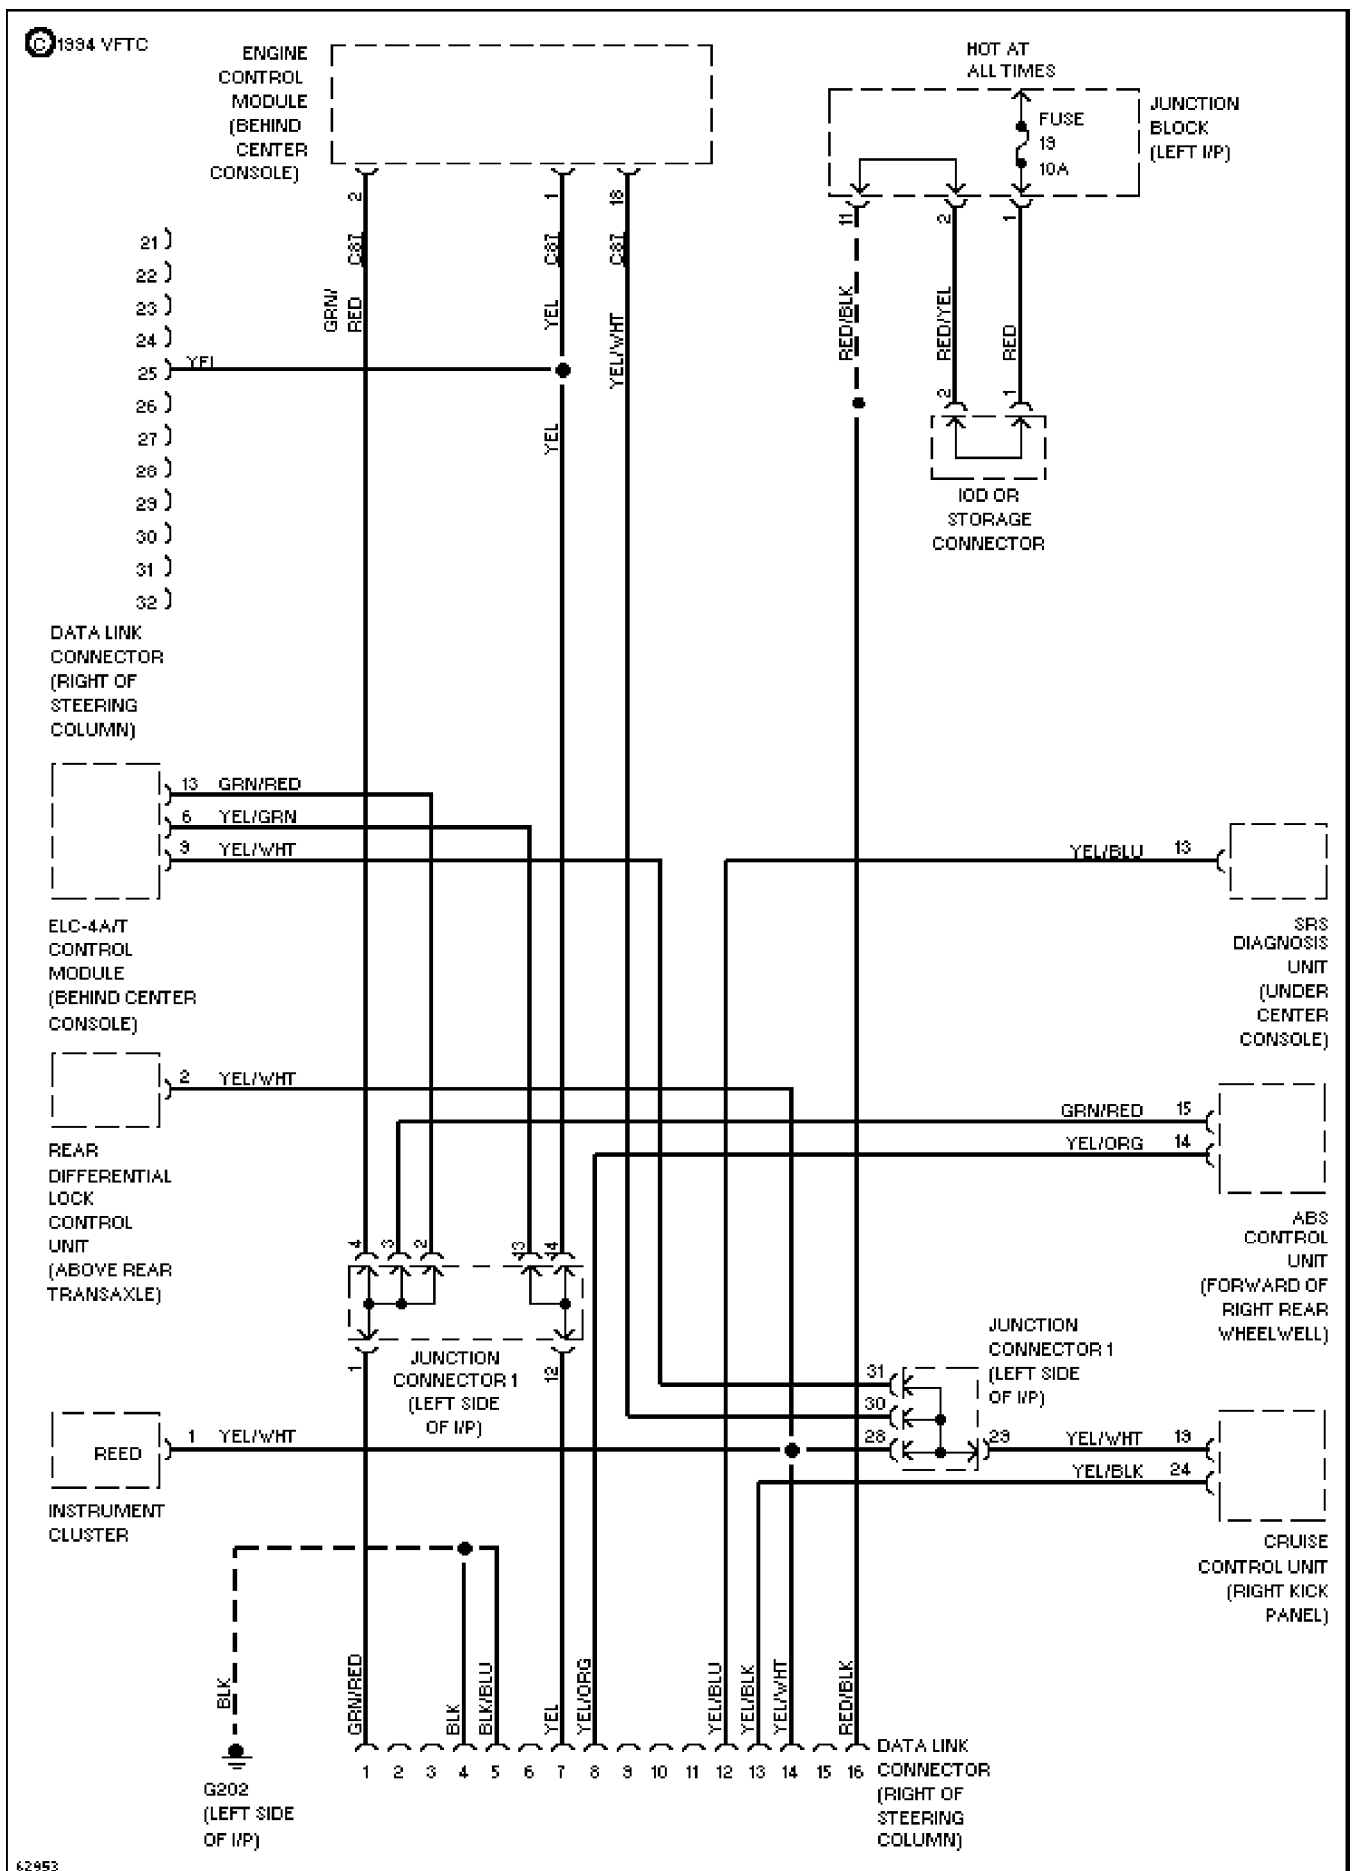 © 1994 VFTC
ENGINE
CONTROL
MODULE
(BEHIND
CENTER
CONSOLE)
HOT AT
ALL TIMES
FUSE
19
10A
JUNCTION
BLOCK
(LEFT I/P)
2
1
18
11
2
1
C87
C87
C87
GRN/
RED
YEL
YEL/WHT
RED/BLK
RED/YEL
RED
21
22
23
24
25
YEL
26
27
28
29
30
31
32
YEL
2
1
IOD OR
STORAGE
CONNECTOR
DATA LINK
CONNECTOR
(RIGHT OF
STEERING
COLUMN)
13 GRN/RED
6 YEL/GRN
9 YEL/WHT
YEL/BLU 13
ELC-4A/T
CONTROL
MODULE
(BEHIND CENTER
CONSOLE)
SRS
DIAGNOSIS
UNIT
(UNDER
CENTER
CONSOLE)
2 YEL/WHT
GRN/RED 15
YEL/ORG 14
REAR
DIFFERENTIAL
LOCK
CONTROL
UNIT
(ABOVE REAR
TRANSAXLE)
ABS
CONTROL
UNIT
(FORWARD OF
RIGHT REAR
WHEELWELL)
4
3
2
13
14
1
12
JUNCTION
CONNECTOR 1
(LEFT SIDE
OF I/P)
JUNCTION
CONNECTOR 1
(LEFT SIDE
OF I/P)
31
30
28
29
YEL/WHT 19
YEL/BLK 24
REED
1 YEL/WHT
INSTRUMENT
CLUSTER
CRUISE
CONTROL UNIT
(RIGHT KICK
PANEL)
BLK
GRN/RED
BLK
BLK/BLU
YEL
YEL/ORG
YEL/BLU
YEL/BLK
YEL/WHT
RED/BLK
1 2 3 4 5 6 7 8 9 10 11 12 13 14 15 16
DATA LINK
CONNECTOR
(RIGHT OF
STEERING
COLUMN)
G202
(LEFT SIDE
OF I/P)
62953